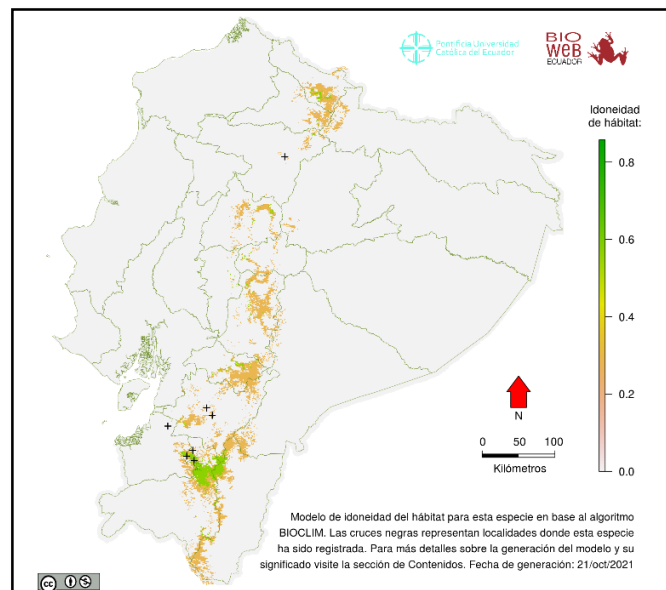 Pontificia Universidad
Católica del Ecuador
BIO
WeB
ECUADOR
Idoneidad
de hábitat:
0.8
0.6
0.4
0.2
0.0
N
0 50 100
Kilómetros
Modelo de idoneidad del hábitat para esta especie en base al algoritmo
BIOCLIM. Las cruces negras representan localidades donde esta especie
ha sido registrada. Para más detalles sobre la generación del modelo y su
significado visite la sección de Contenidos. Fecha de generación: 21/oct/2021
cc